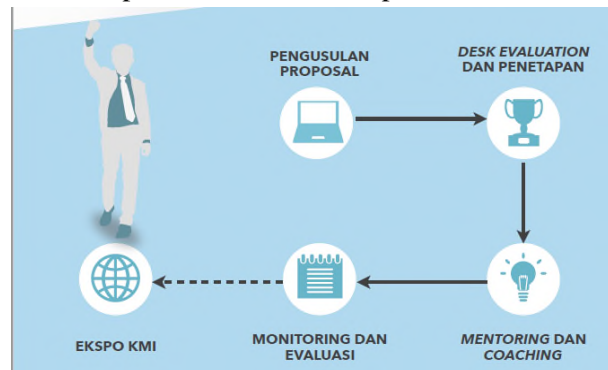 PENGUSULAN
PROPOSAL
DESK EVALUATION
DAN PENETAPAN
EKSPO KMI
MONITORING DAN
EVALUASI
MENTORING DAN
COACHING